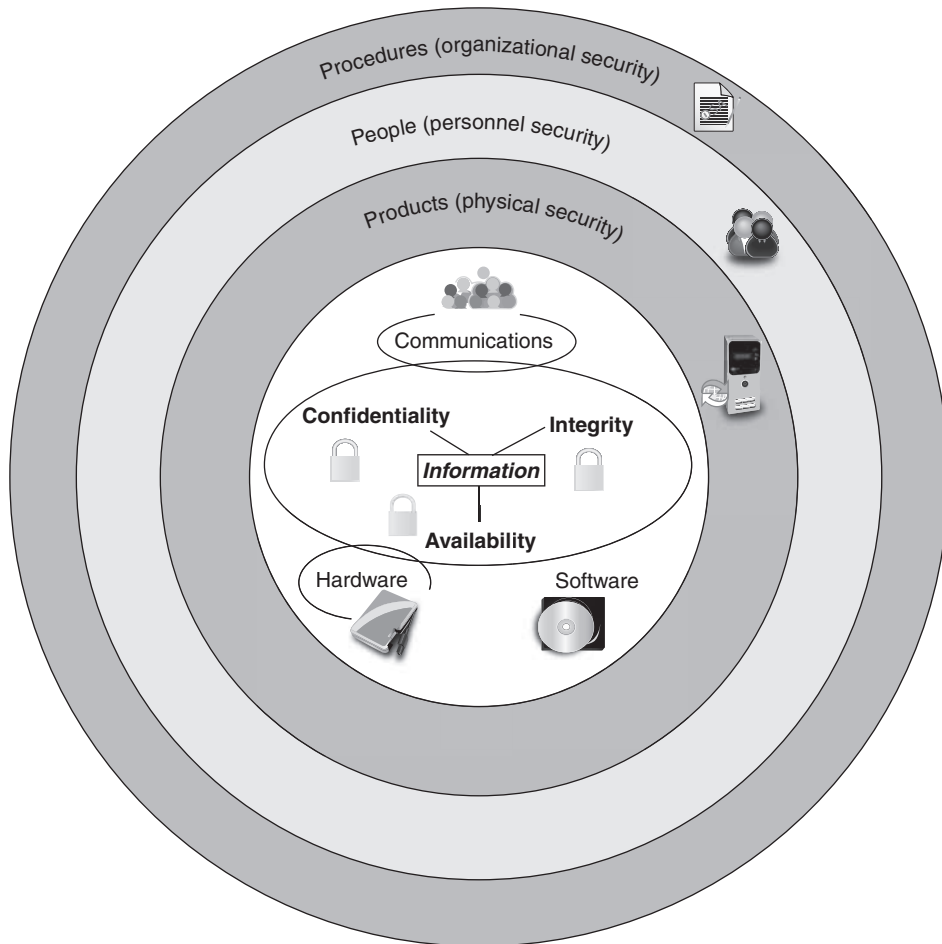 Procedures (organizational security)
People (personnel security)
Products (physical security)
Communications
Confidentiality
Integrity
Information
Availability
Hardware
Software